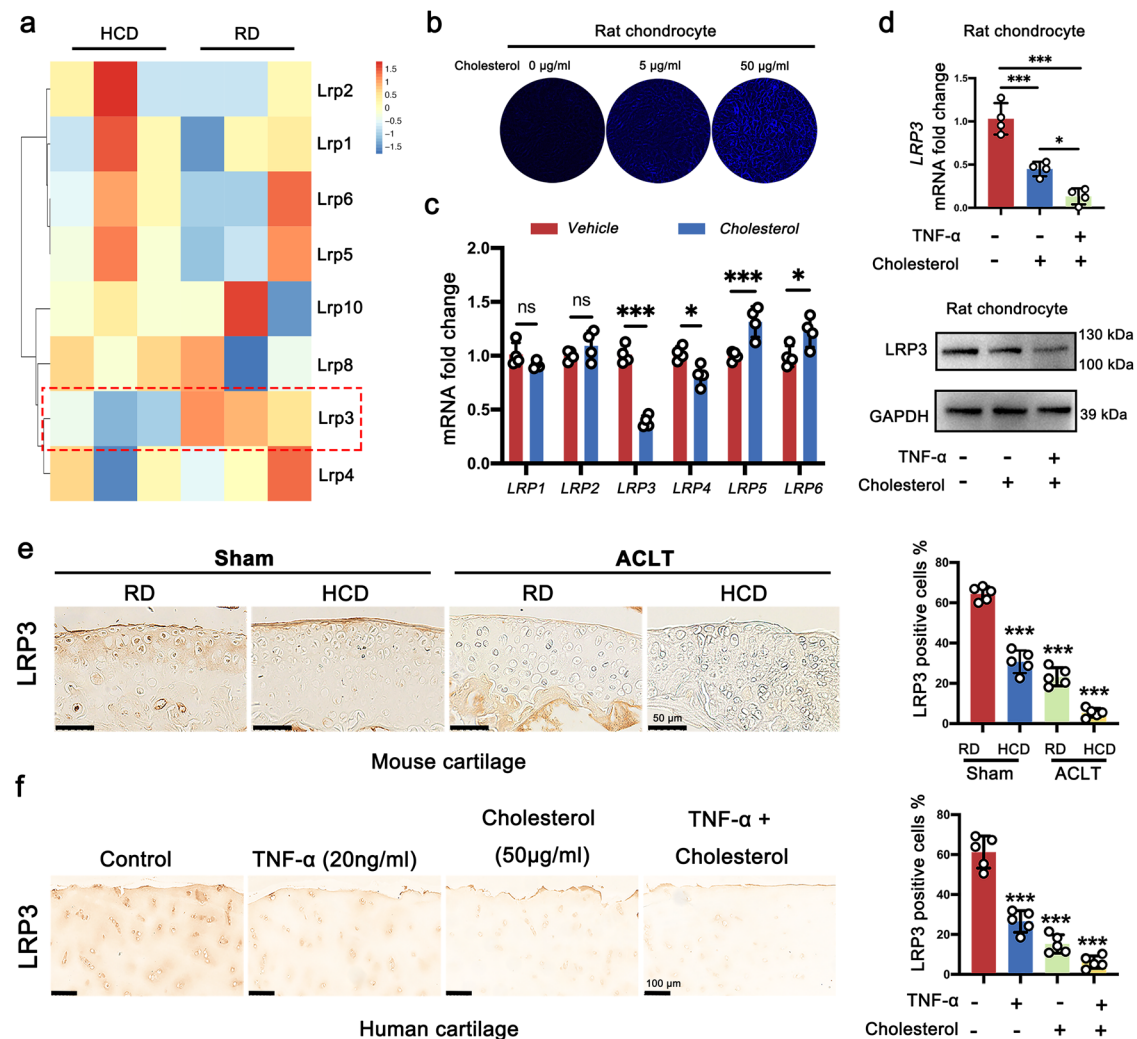 a
HCD RD
Lrp2
Lrp1
Lrp6
Lrp5
Lrp10
Lrp8
Lrp3
Lrp4
1.5
1
0.5
0
−0.5
−1
−1.5
b
Rat chondrocyte
Cholesterol 0 μg/ml 5 μg/ml 50 μg/ml
c
Vehicle Cholesterol
mRNA fold change
2.0
1.5
1.0
0.5
0.0
ns ns *** * *** *
LRP1 LRP2 LRP3 LRP4 LRP5 LRP6
d
Rat chondrocyte
LRP3
mRNA fold change
1.5
1.0
0.5
0.0
***
***
*
TNF-α - - +
Cholesterol - + +
Rat chondrocyte
LRP3
130 kDa
100 kDa
GAPDH
39 kDa
TNF-α - - +
Cholesterol - + +
e
Sham ACLT
RD HCD RD HCD
LRP3
50 μm
Mouse cartilage
LRP3 positive cells %
80
60
40
20
0
*** *** ***
RD HCD RD HCD
Sham ACLT
f
Control
TNF-α (20ng/ml)
Cholesterol
(50μg/ml)
TNF-α +
Cholesterol
LRP3
100 μm
Human cartilage
LRP3 positive cells %
80
60
40
20
0
*** *** ***
TNF-α - + - +
Cholesterol - - + +